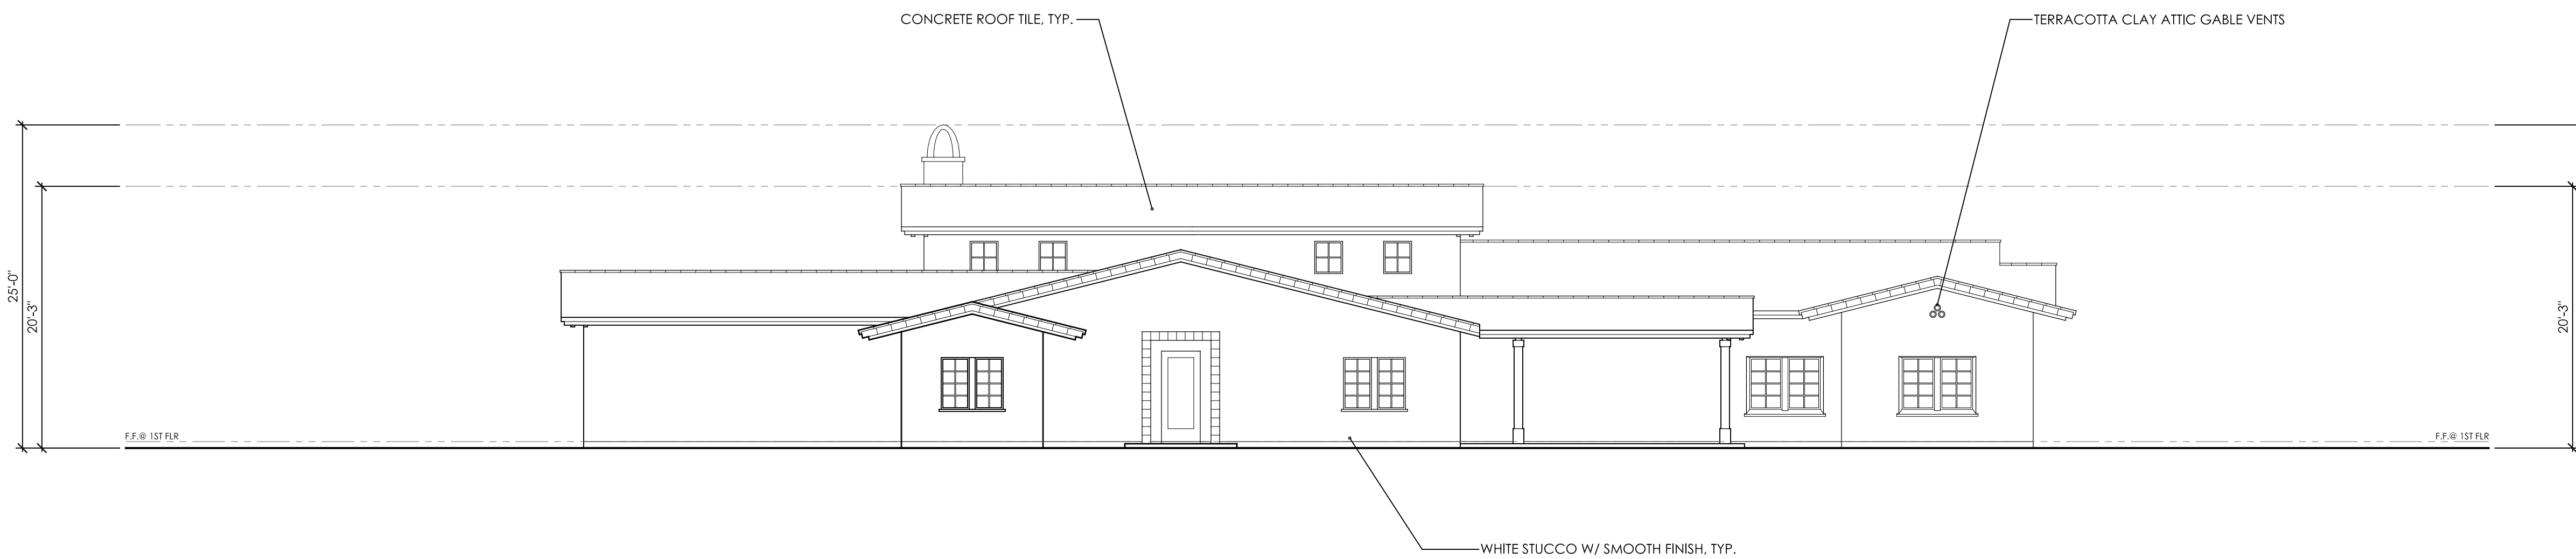 CONCRETE ROOF TILE, TYP.
TERRACOTTA CLAY ATTIC GABLE VENTS
25'-0"
20'-3"
20'-3"
F.F.@ 1ST FLR
F.F.@ 1ST FLR
WHITE STUCCO W/ SMOOTH FINISH, TYP.